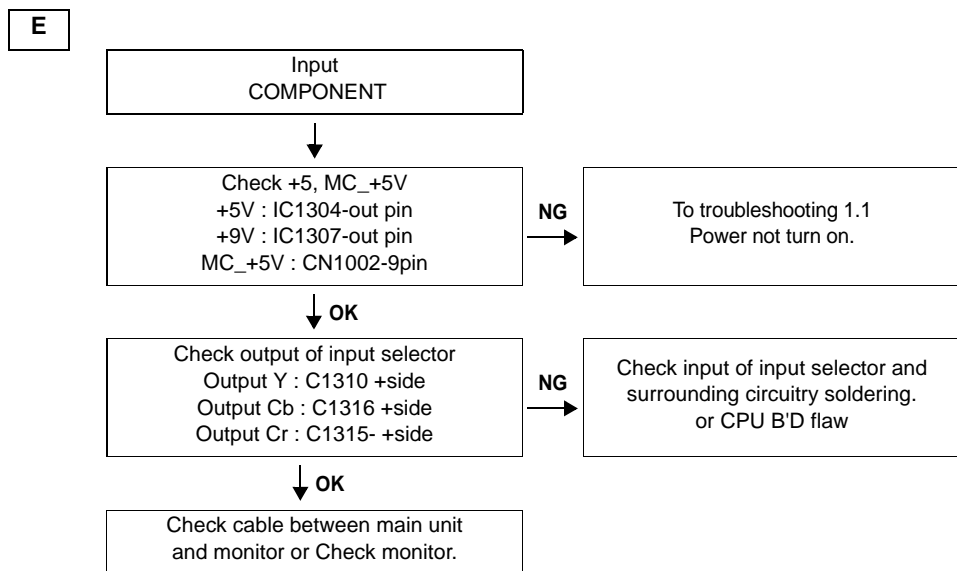 E
Input
COMPONENT
Check +5, MC_+5V
+5V : IC1304-out pin
+9V : IC1307-out pin
MC_+5V : CN1002-9pin
NG
To troubleshooting 1.1
Power not turn on.
OK
Check output of input selector
Output Y : C1310 +side
Output Cb : C1316 +side
Output Cr : C1315- +side
NG
Check input of input selector and
surrounding circuitry soldering.
or CPU B'D flaw
OK
Check cable between main unit
and monitor or Check monitor.